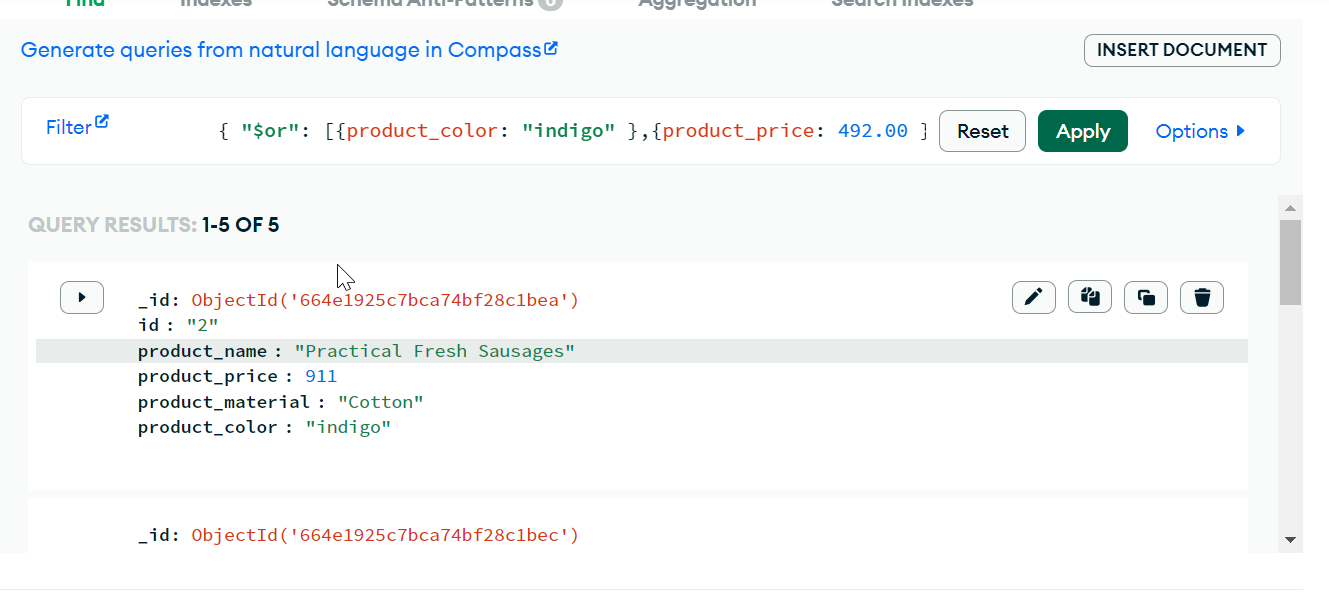 Find Indexes Schema Anti-Patterns 0 Aggregation Search Indexes
Generate queries from natural language in Compass
INSERT DOCUMENT
Filter { "$or": [{product_color: "indigo" },{product_price: 492.00 } Reset Apply Options
QUERY RESULTS: 1-5 OF 5
_id: ObjectId('664e1925c7bca74bf28c1bea')
id : "2"
product_name : "Practical Fresh Sausages"
product_price : 911
product_material : "Cotton"
product_color : "indigo"
_id: ObjectId('664e1925c7bca74bf28c1bec')